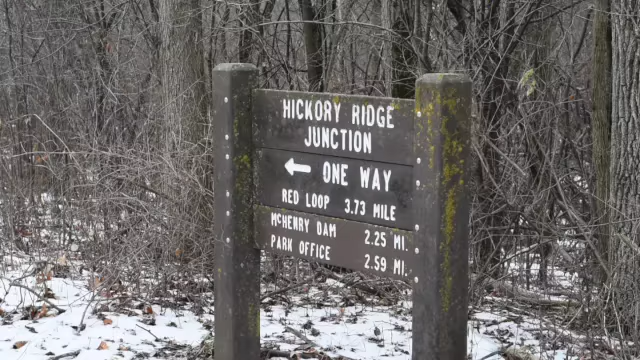 HICKORY RIDGE
JUNCTION
← ONE WAY
RED LOOP 3.73 MILE
MCHENRY DAM 2.25 MI.
PARK OFFICE 2.59 MI.